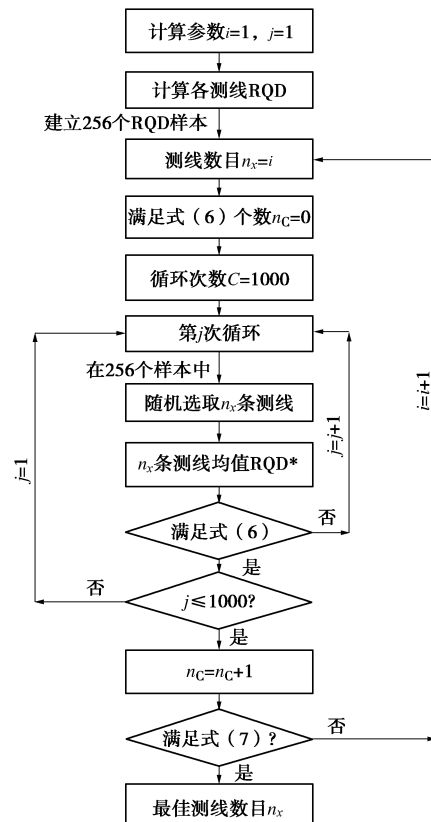 计算参数i=1，j=1
计算各测线RQD
建立256个RQD样本
测线数目nx=i
满足式（6）个数nC=0
循环次数C=1000
第j次循环
在256个样本中
随机选取nx条测线
nx条测线均值RQD*
满足式（6）
否
是
j=j+1
j≤1000?
否
j=1
是
nC=nC+1
满足式（7）?
否
i=i+1
是
最佳测线数目nx